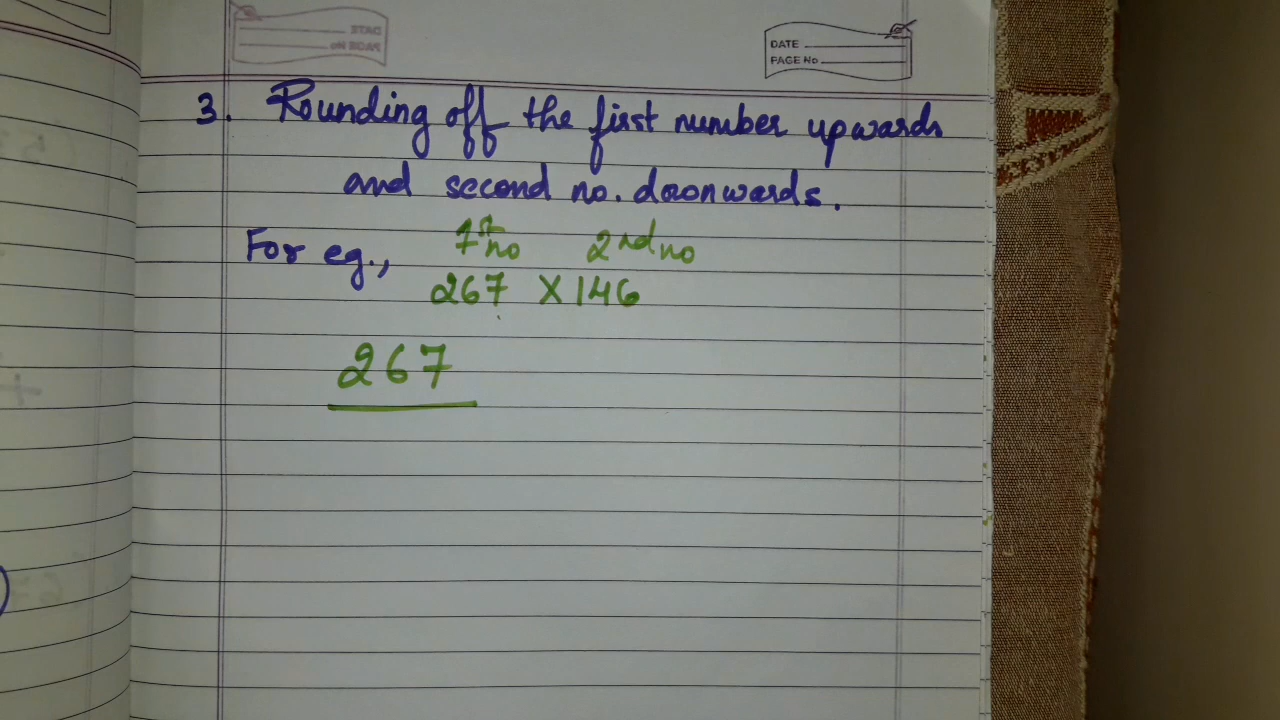 DATE
PAGE No
3. Rounding off the first number upwards
and second no. downwards.
For eg., 1st no 2nd no
267 X 146
267